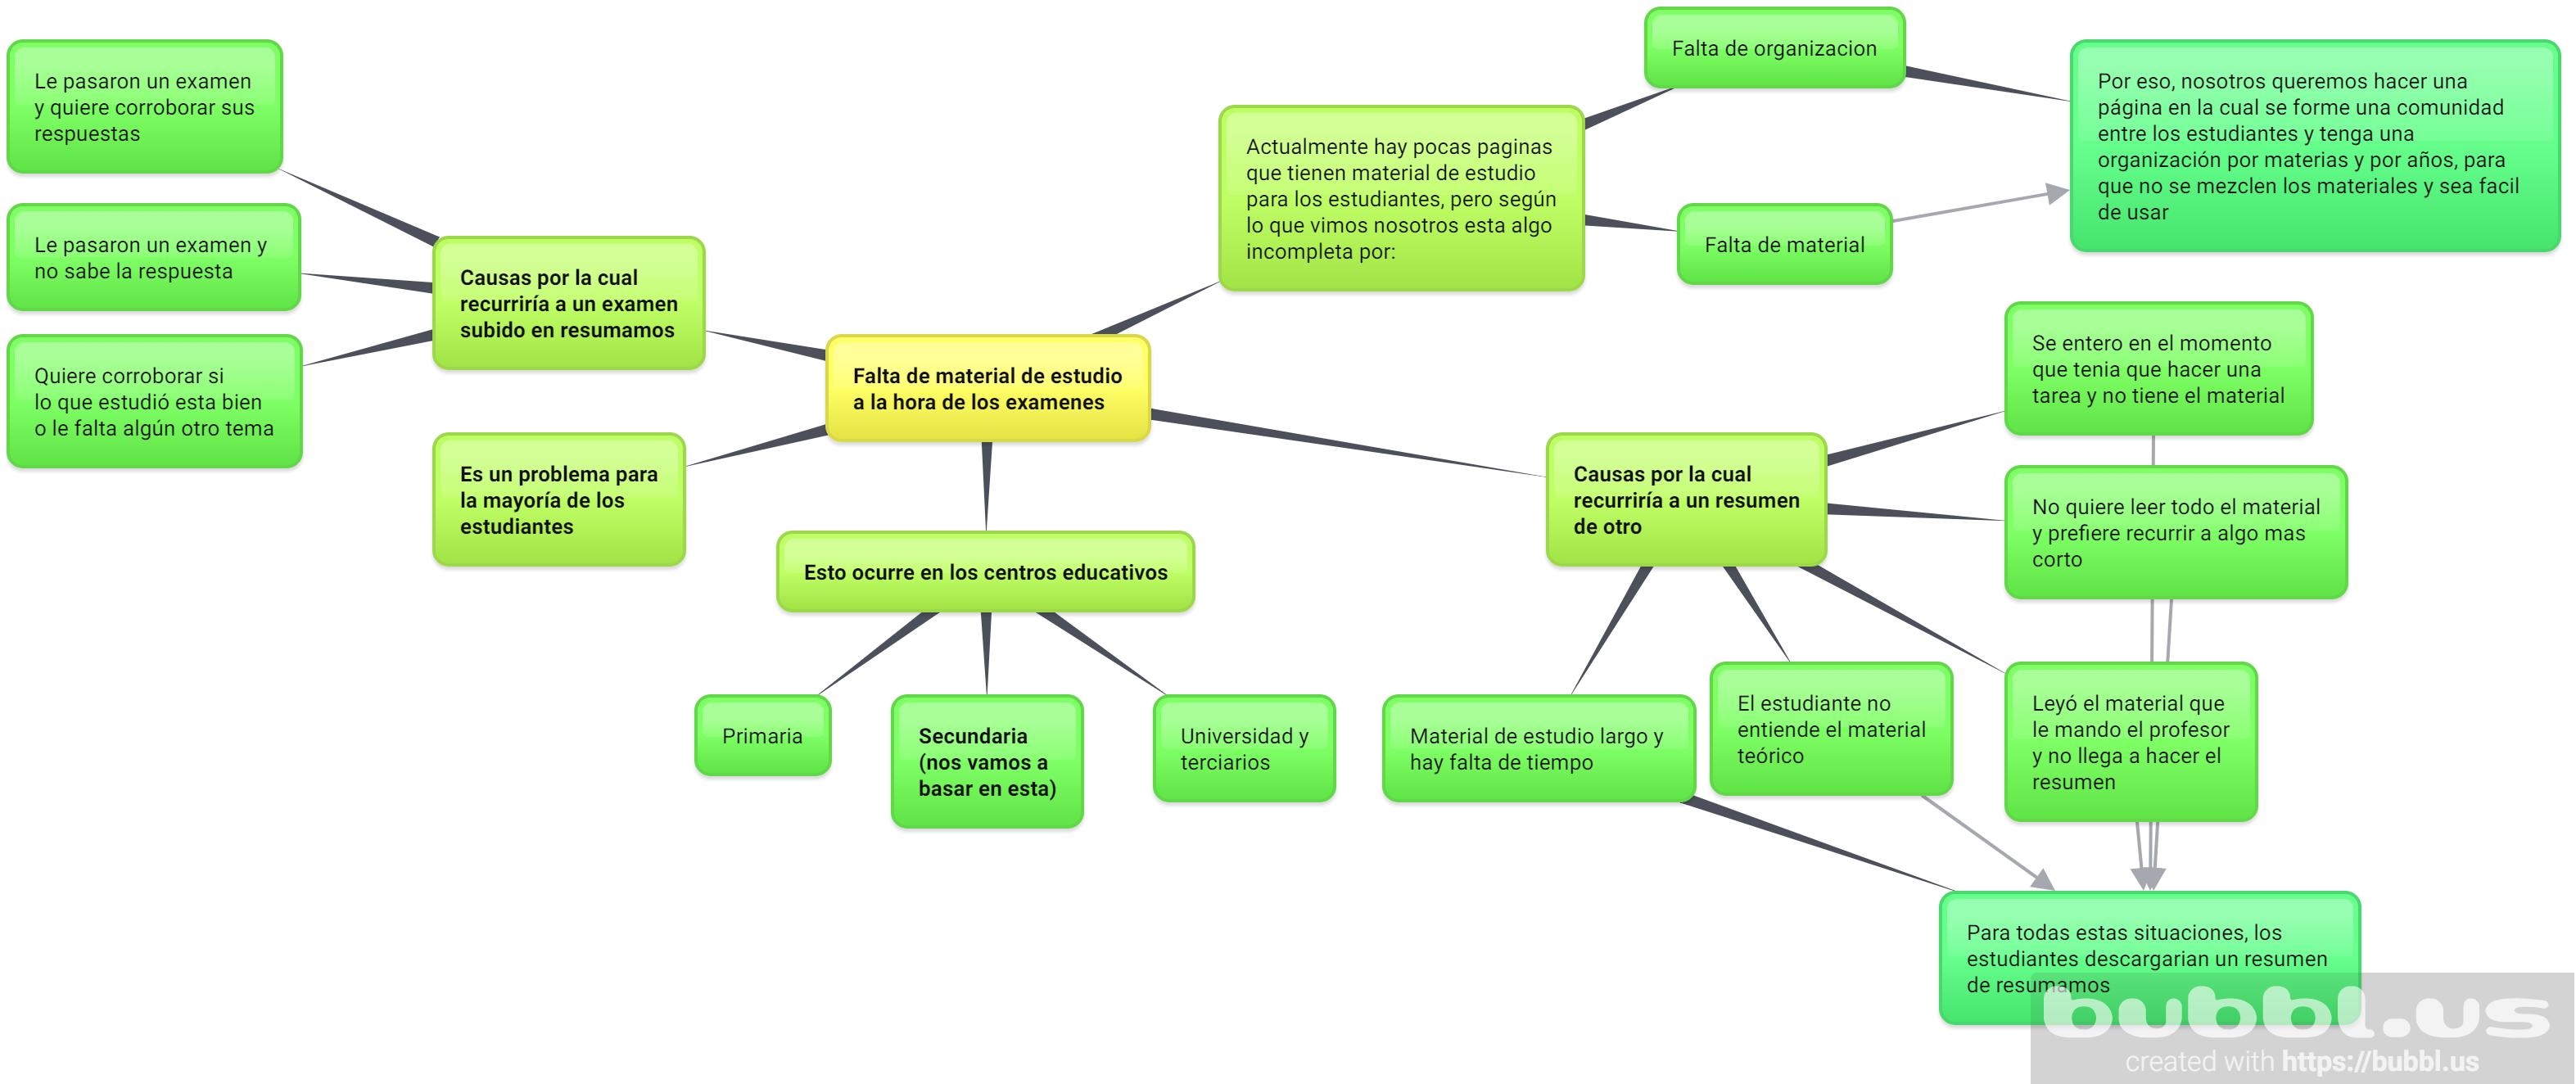 Le pasaron un examen
y quiere corroborar sus
respuestas
Le pasaron un examen y
no sabe la respuesta
Quiere corroborar si
lo que estudió esta bien
o le falta algún otro tema
Causas por la cual
recurriría a un examen
subido en resumamos
Es un problema para
la mayoría de los
estudiantes
Falta de material de estudio
a la hora de los examenes
Esto ocurre en los centros educativos
Primaria
Secundaria
(nos vamos a
basar en esta)
Universidad y
terciarios
Actualmente hay pocas paginas
que tienen material de estudio
para los estudiantes, pero según
lo que vimos nosotros esta algo
incompleta por:
Falta de organizacion
Falta de material
Por eso, nosotros queremos hacer una
página en la cual se forme una comunidad
entre los estudiantes y tenga una
organización por materias y por años, para
que no se mezclen los materiales y sea facil
de usar
Causas por la cual
recurriría a un resumen
de otro
Se entero en el momento
que tenia que hacer una
tarea y no tiene el material
No quiere leer todo el material
y prefiere recurrir a algo mas
corto
Material de estudio largo y
hay falta de tiempo
El estudiante no
entiende el material
teórico
Leyó el material que
le mando el profesor
y no llega a hacer el
resumen
Para todas estas situaciones, los
estudiantes descargarian un resumen
de resumamos
bubbl.us
created with https://bubbl.us